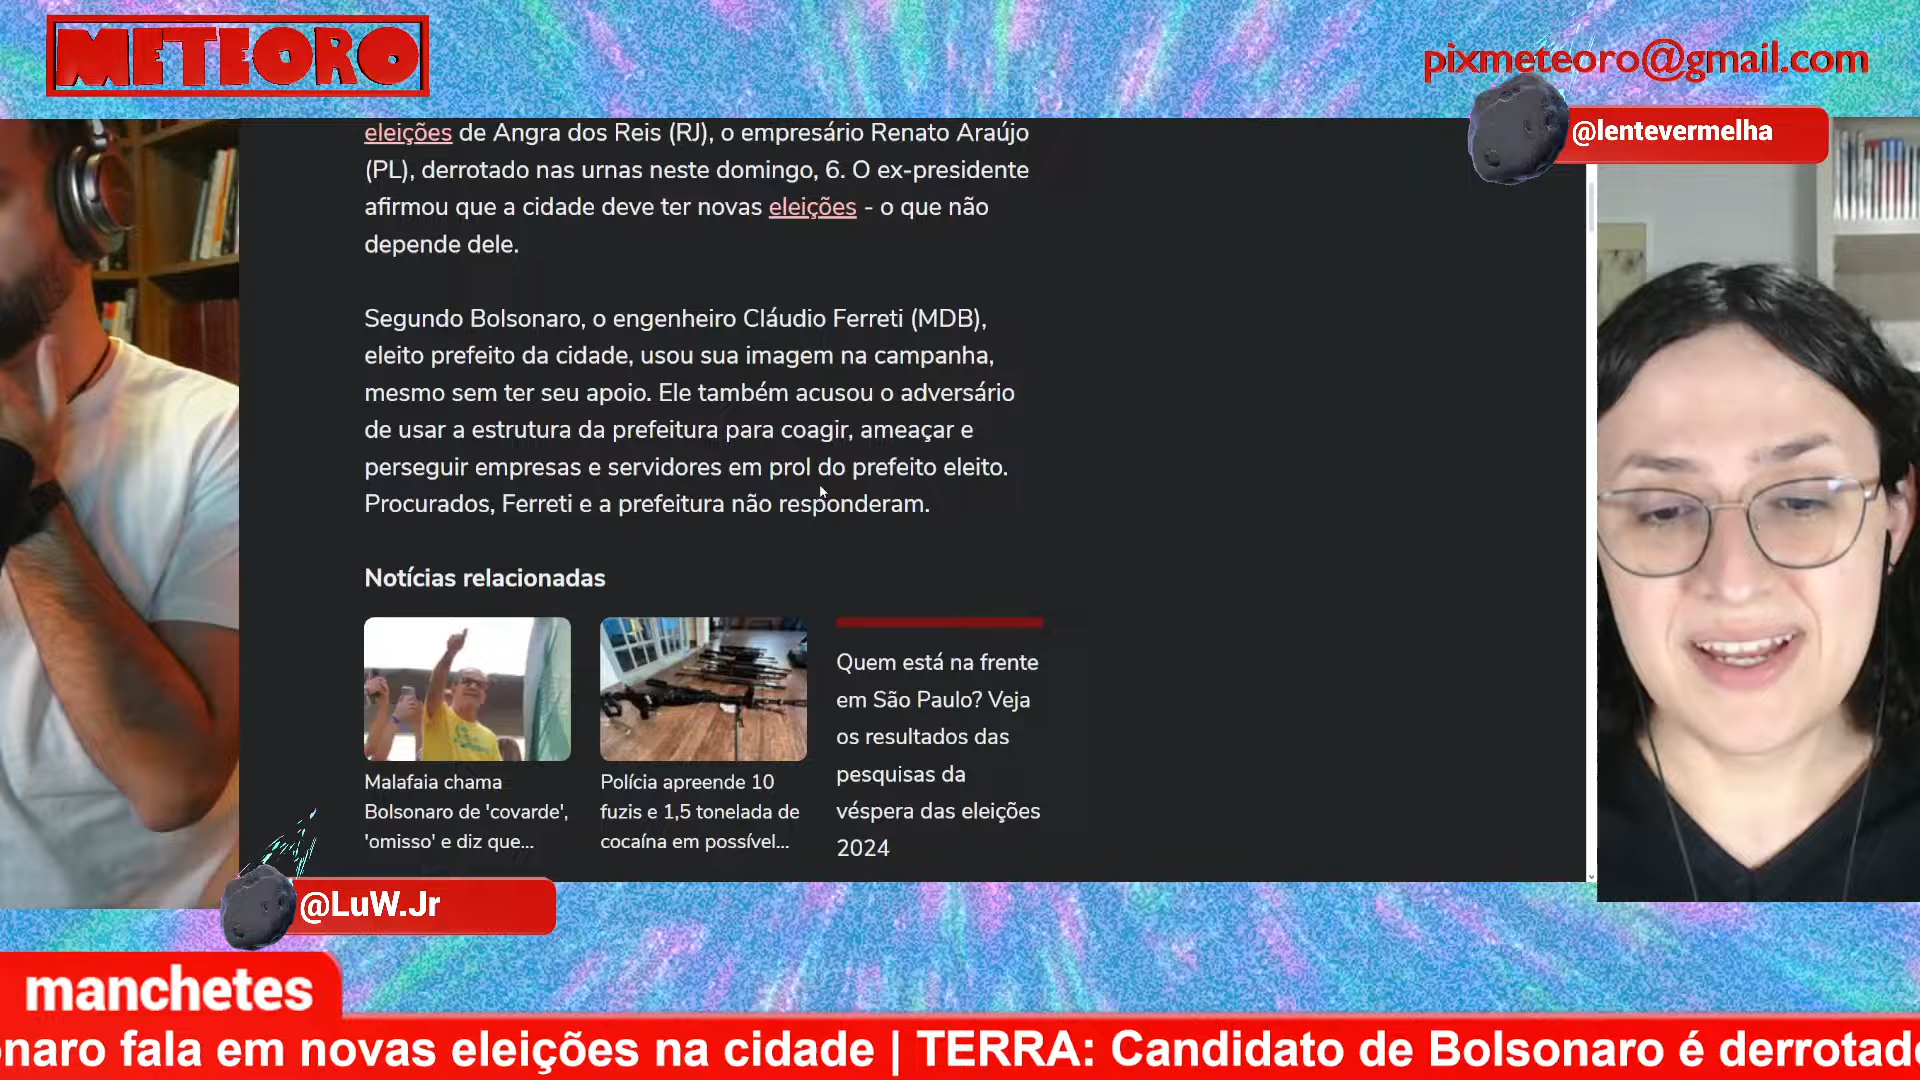 METEORO
pixmeteoro@gmail.com
@lentevermelha
eleições de Angra dos Reis (RJ), o empresário Renato Araújo
(PL), derrotado nas urnas neste domingo, 6. O ex-presidente
afirmou que a cidade deve ter novas eleições - o que não
depende dele.
Segundo Bolsonaro, o engenheiro Cláudio Ferreti (MDB),
eleito prefeito da cidade, usou sua imagem na campanha,
mesmo sem ter seu apoio. Ele também acusou o adversário
de usar a estrutura da prefeitura para coagir, ameaçar e
perseguir empresas e servidores em prol do prefeito eleito.
Procurados, Ferreti e a prefeitura não responderam.
Notícias relacionadas
Malafaia chama
Bolsonaro de 'covarde',
'omisso' e diz que...
Polícia apreende 10
fuzis e 1,5 tonelada de
cocaína em possível...
Quem está na frente
em São Paulo? Veja
os resultados das
pesquisas da
véspera das eleições
2024
@LuW.Jr
manchetes
onaro fala em novas eleições na cidade | TERRA: Candidato de Bolsonaro é derrotado